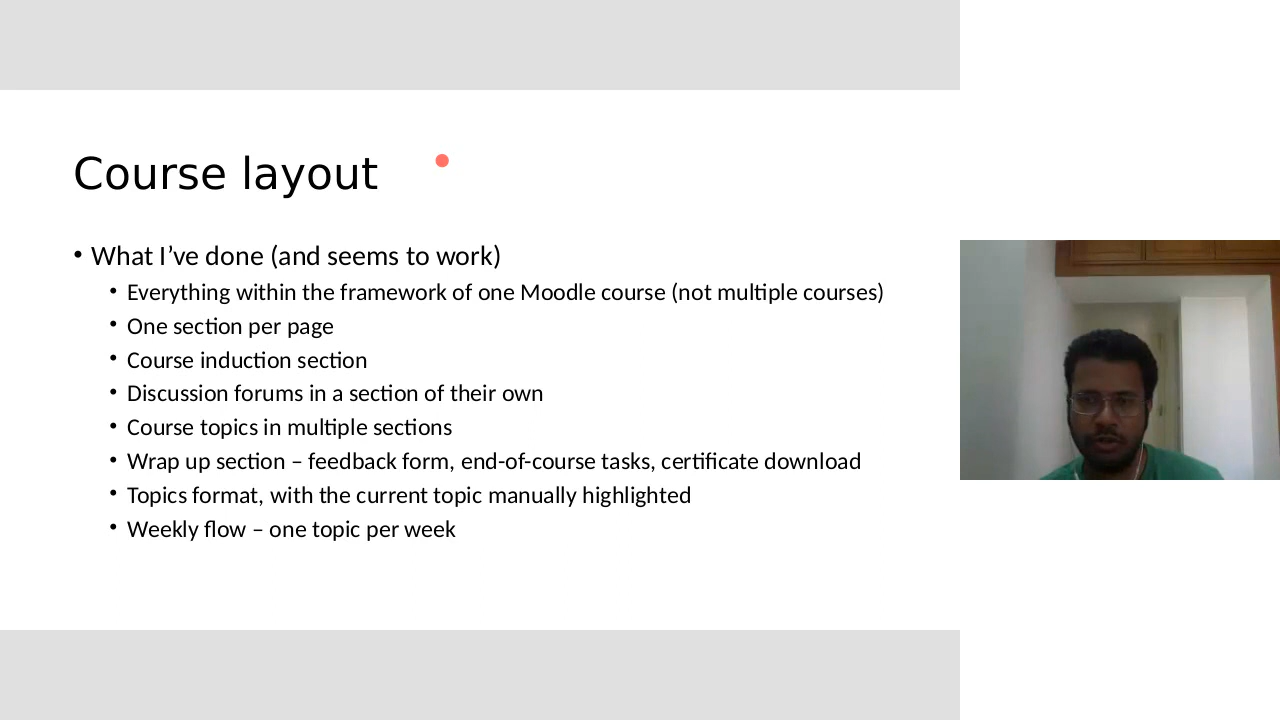 Course layout
• What I’ve done (and seems to work)
• Everything within the framework of one Moodle course (not multiple courses)
• One section per page
• Course induction section
• Discussion forums in a section of their own
• Course topics in multiple sections
• Wrap up section – feedback form, end-of-course tasks, certificate download
• Topics format, with the current topic manually highlighted
• Weekly flow – one topic per week